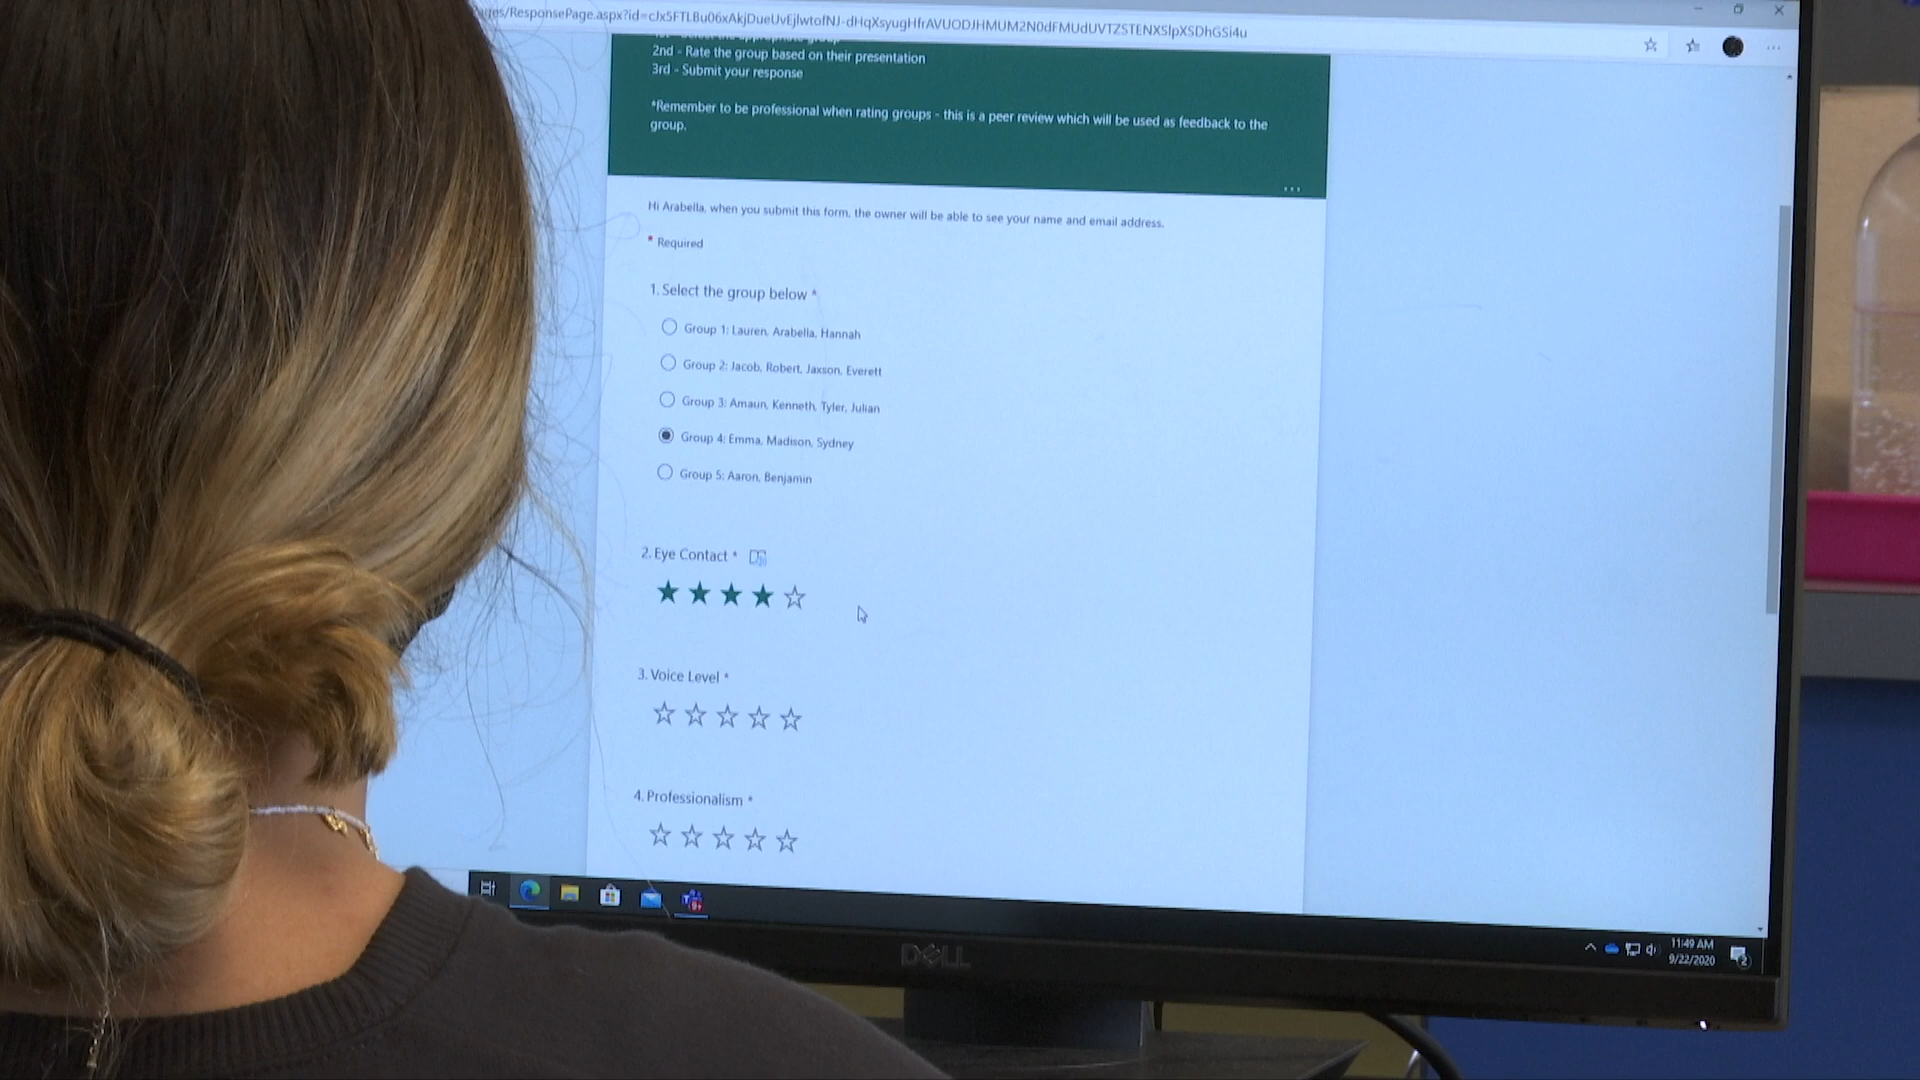 ages/ResponsePage.aspx?id=
2nd - Rate the group based on their presentation
3rd - Submit your response
*Remember to be professional when rating groups - this is a peer review which will be used as feedback to the
group.
Hi Arabella, when you submit this form, the owner will be able to see your name and email address.
* Required
1. Select the group below *
Group 1: Lauren, Arabella, Hannah
Group 2: Jacob, Robert, Jaxson, Everett
Group 3: Amaun, Kenneth, Tyler, Julian
Group 4: Emma, Madison, Sydney
Group 5: Aaron, Benjamin
2. Eye Contact *
3. Voice Level *
4. Professionalism *
11:49 AM
9/22/2020
2
DELL